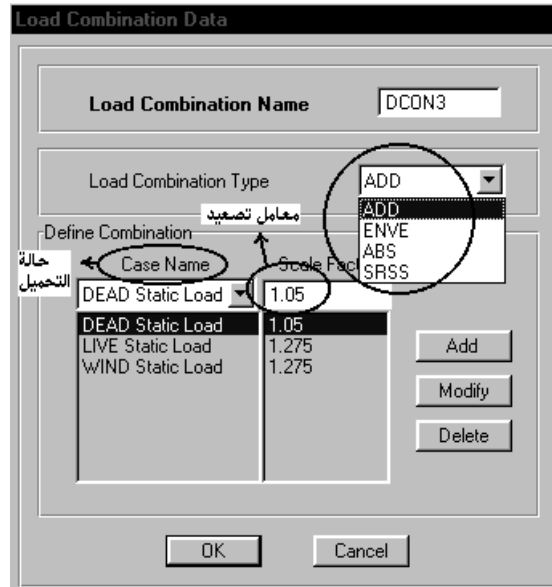 Load Combination Data
Load Combination Name DCON3
Load Combination Type ADD
ADD
ENVE
ABS
SRSS
معامل تصعيد
Define Combination
حالة
التحميل
Case Name Scale Fac
DEAD Static Load 1.05
DEAD Static Load 1.05
LIVE Static Load 1.275
WIND Static Load 1.275
Add
Modify
Delete
OK Cancel